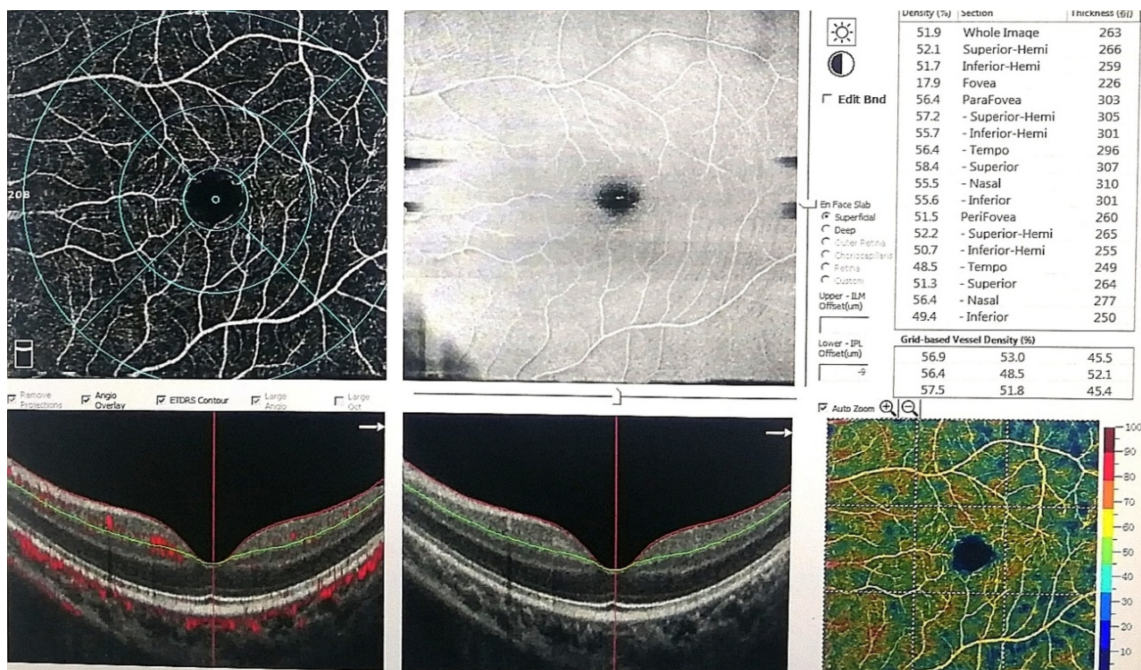 Density (%) Section Thickness (µ)
51.9 Whole Image 263
52.1 Superior-Hemi 266
51.7 Inferior-Hemi 259
17.9 Fovea 226
56.4 ParaFovea 303
57.2 - Superior-Hemi 305
55.7 - Inferior-Hemi 301
56.4 - Tempo 296
58.4 - Superior 307
55.5 - Nasal 310
55.6 - Inferior 301
51.5 PeriFovea 260
52.2 - Superior-Hemi 265
50.7 - Inferior-Hemi 255
48.5 - Tempo 249
51.3 - Superior 264
56.4 - Nasal 277
49.4 - Inferior 250
Edit Bnd
208
En Face Slab
Superficial
Deep
Outer Retina
Choriocapillaris
Retina
Custom
Upper - ILM
Offset(um)
Lower - IPL
Offset(um)
-9
Grid-based Vessel Density (%)
56.9 53.0 45.5
56.4 48.5 52.1
57.5 51.8 45.4
Remove
Projections
Angio
Overlay
ETDRS Contour
Large
Angio
Large
Oct
Auto Zoom
100
90
80
70
60
50
40
30
20
10